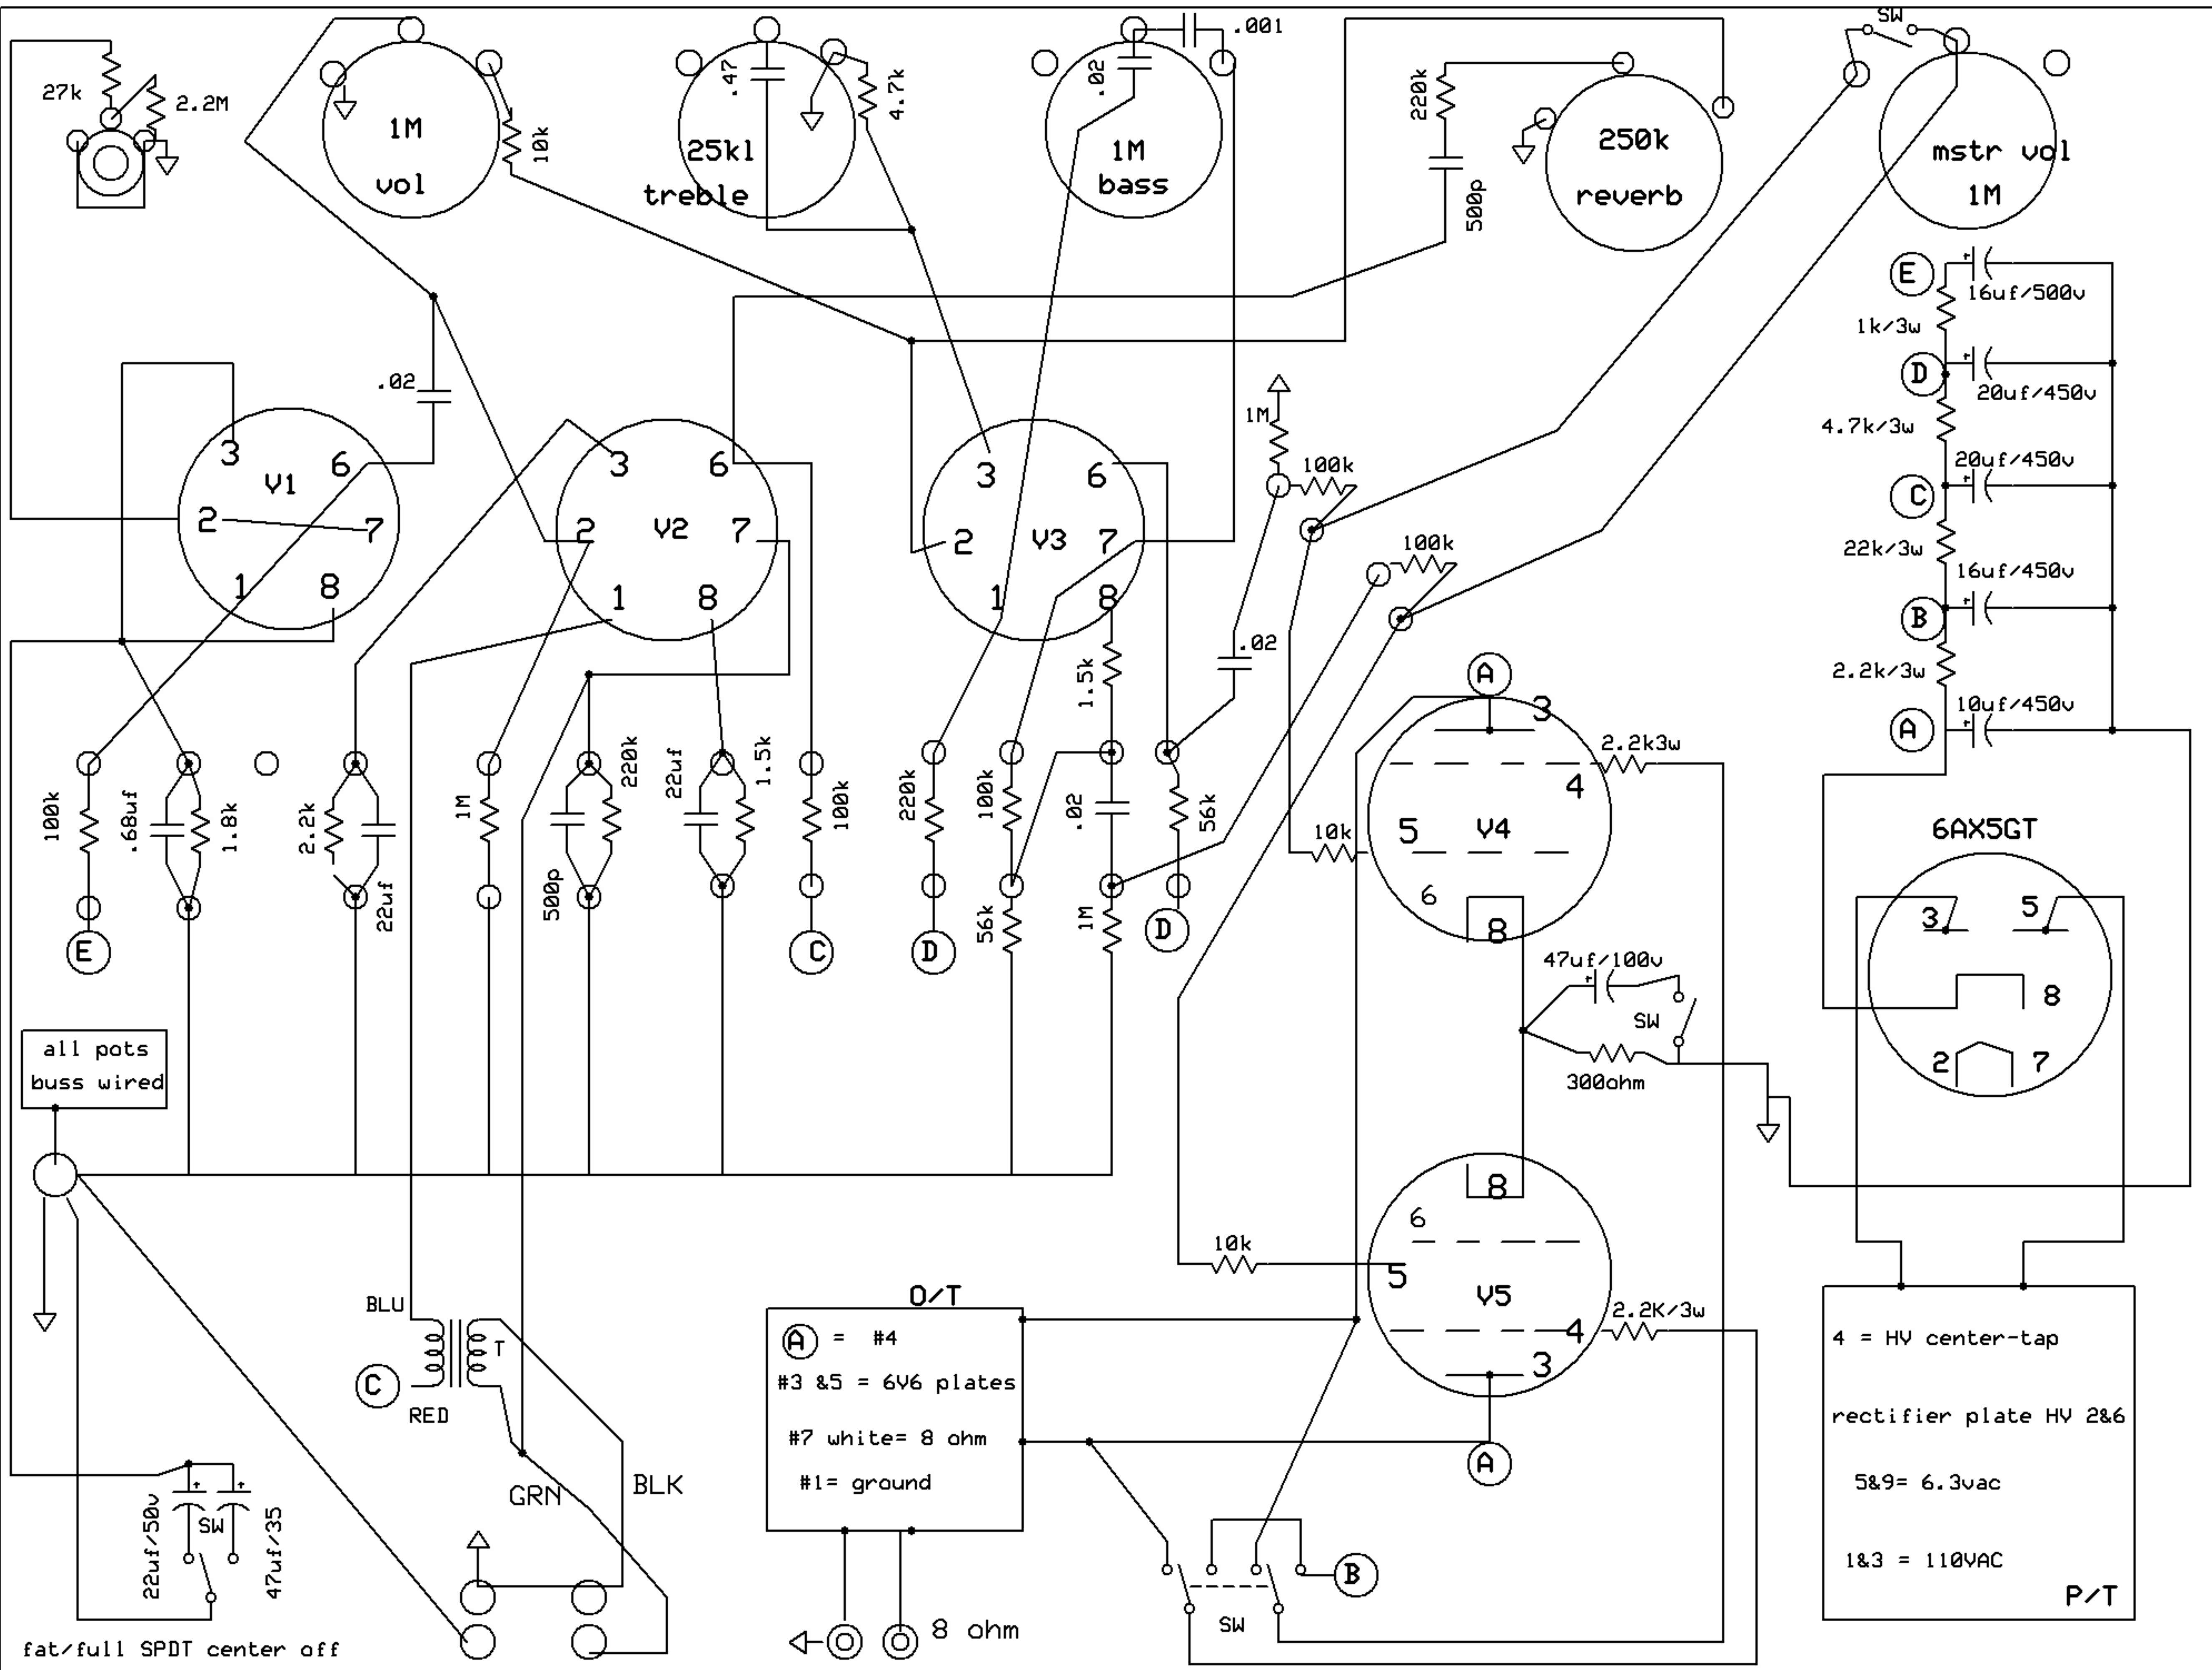 27k
2.2M
1M
vol
10k
.47
25kl
treble
4.7k
.02
.001
1M
bass
220k
500p
250k
reverb
SW
mstr vol
1M
E
16uf/500v
1k/3w
D
20uf/450v
4.7k/3w
20uf/450v
C
22k/3w
16uf/450v
B
2.2k/3w
10uf/450v
A
.02
3
6
V1
2
7
1
8
3
6
2
V2
7
1
8
3
6
2
V3
7
1
8
1M
100k
100k
.02
1.5k
100k
.68uf
1.8k
2.2k
22uf
1M
500p
220k
22uf
1.5k
100k
220k
100k
.02
56k
56k
1M
E
C
D
D
A
3
2.2k3w
4
10k
5
V4
6
8
47uf/100v
SW
300ohm
6AX5GT
3
5
8
2
7
all pots
buss wired
8
6
10k
5
V5
2.2K/3w
4
3
A
BLU
T
C
RED
GRN
BLK
O/T
A = #4
#3 &5 = 6V6 plates
#7 white= 8 ohm
#1= ground
8 ohm
SW
B
4 = HV center-tap
rectifier plate HV 2&6
5&9= 6.3vac
1&3 = 110VAC
P/T
22uf/50v
SW
47uf/35
fat/full SPDT center off